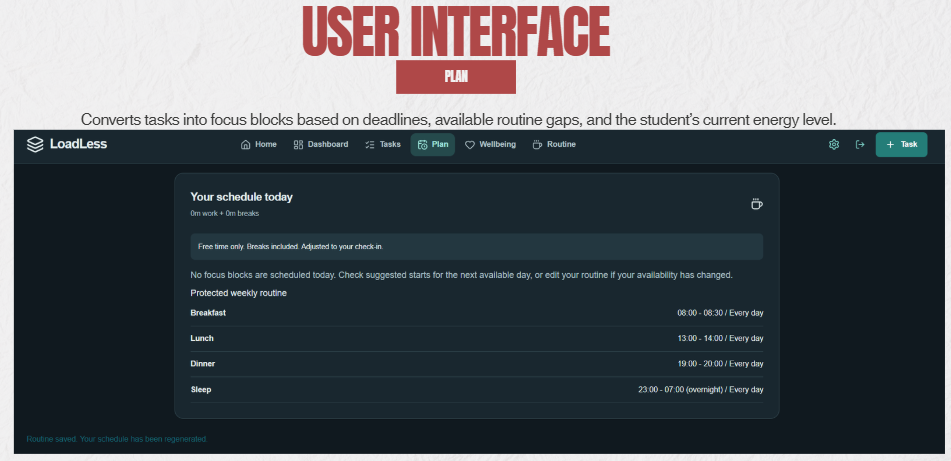 USER INTERFACE
PLAN
Converts tasks into focus blocks based on deadlines, available routine gaps, and the student's current energy level.
LoadLess Home Dashboard Tasks Plan Wellbeing Routine + Task
Your schedule today
0m work + 0m breaks
Free time only. Breaks included. Adjusted to your check-in.
No focus blocks are scheduled today. Check suggested starts for the next available day, or edit your routine if your availability has changed.
Protected weekly routine
Breakfast 08:00 - 08:30 / Every day
Lunch 13:00 - 14:00 / Every day
Dinner 19:00 - 20:00 / Every day
Sleep 23:00 - 07:00 (overnight) / Every day
Routine saved. Your schedule has been regenerated.